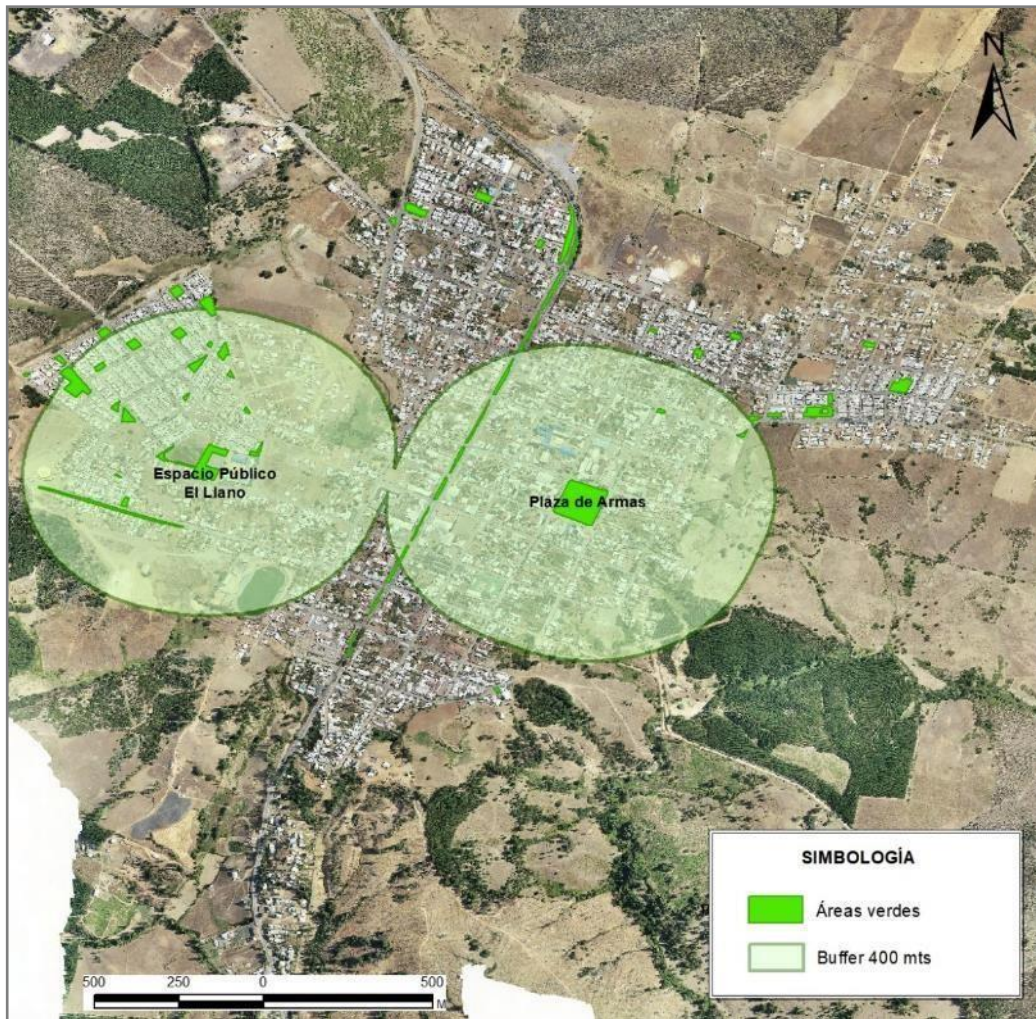 N
Espacio Público
El Llano
Plaza de Armas
SIMBOLOGÍA
Áreas verdes
Buffer 400 mts
500 250 0 500
M